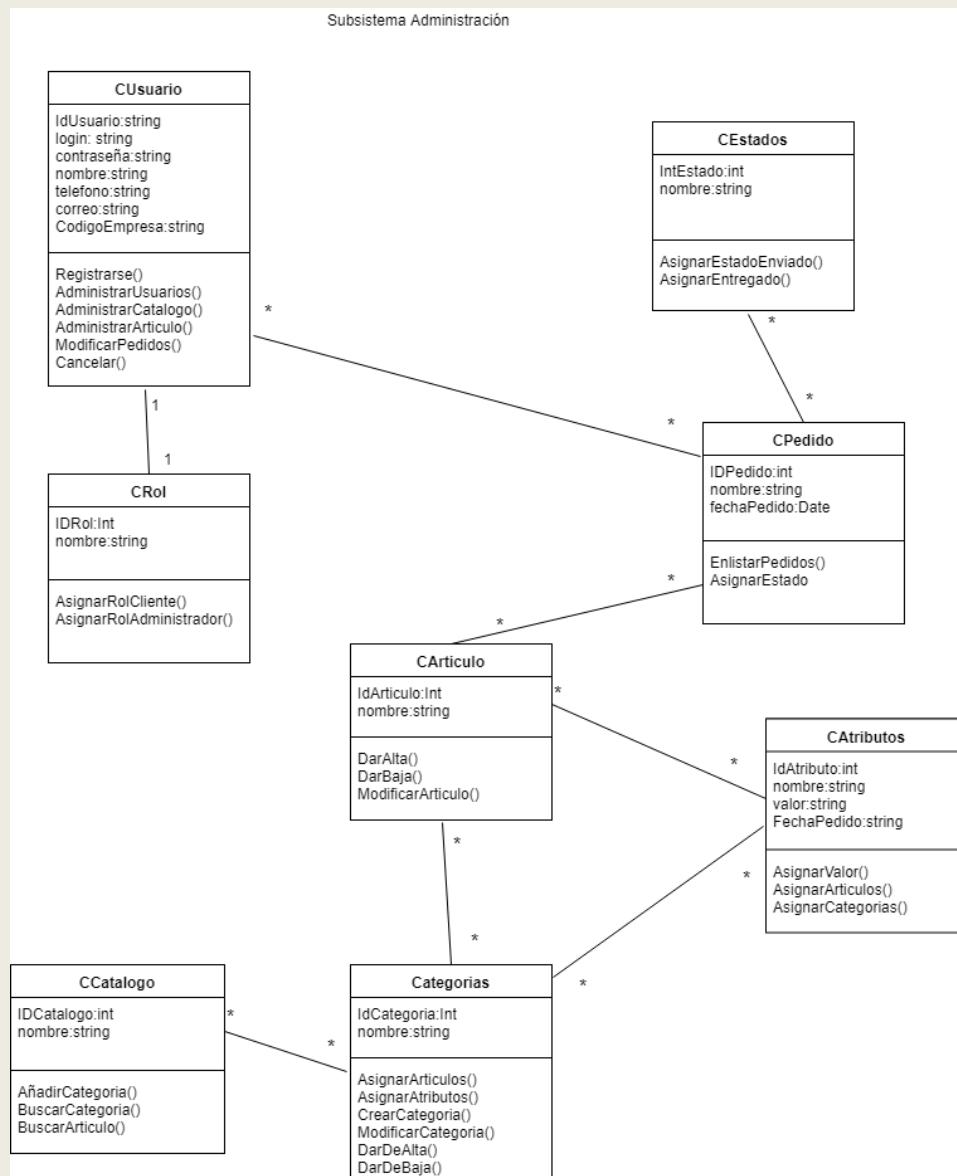 Subsistema Administración
CUsuario
IdUsuario:string
login: string
contraseña:string
nombre:string
telefono:string
correo:string
CodigoEmpresa:string
Registrarse()
AdministrarUsuarios()
AdministrarCatalogo()
AdministrarArticulo()
ModificarPedidos()
Cancelar()
CEstados
IntEstado:int
nombre:string
AsignarEstadoEnviado()
AsignarEntregado()
*
*
*
*
1
1
CPedido
IDPedido:int
nombre:string
fechaPedido:Date
EnlistarPedidos()
AsignarEstado
CRol
IDRol:Int
nombre:string
AsignarRolCliente()
AsignarRolAdministrador()
*
*
CArticulo
IdArticulo:Int
nombre:string
DarAlta()
DarBaja()
ModificarArticulo()
*
*
CAtributos
IdAtributo:int
nombre:string
valor:string
FechaPedido:string
AsignarValor()
AsignarArticulos()
AsignarCategorias()
*
*
*
*
CCatalogo
IDCatalogo:int
nombre:string
AñadirCategoria()
BuscarCategoria()
BuscarArticulo()
*
*
Categorias
IdCategoria:Int
nombre:string
AsignarArticulos()
AsignarAtributos()
CrearCategoria()
ModificarCategoria()
DarDeAlta()
DarDeBaja()